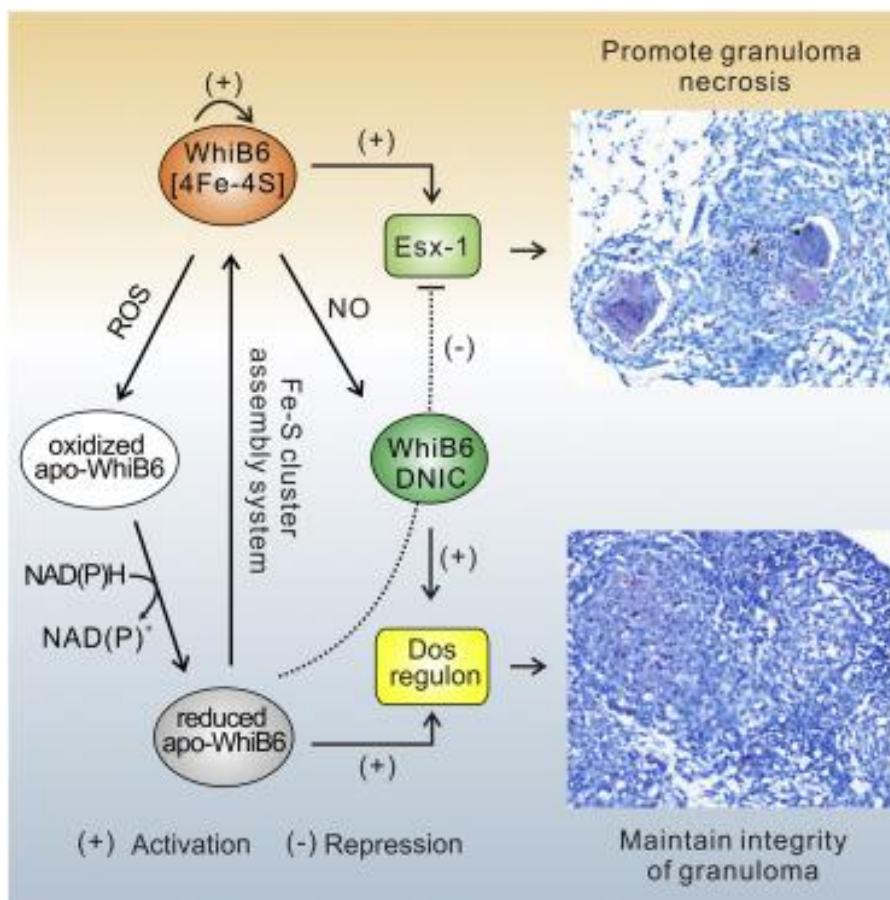 Promote granuloma
necrosis
(+)
WhiB6
[4Fe-4S]
(+)
Esx-1
ROS
NO
(-)
Fe-S cluster
assembly system
oxidized
apo-WhiB6
WhiB6
DNIC
NAD(P)H
NAD(P)⁺
(+)
Dos
regulon
reduced
apo-WhiB6
(+)
(+) Activation (-) Repression
Maintain integrity
of granuloma